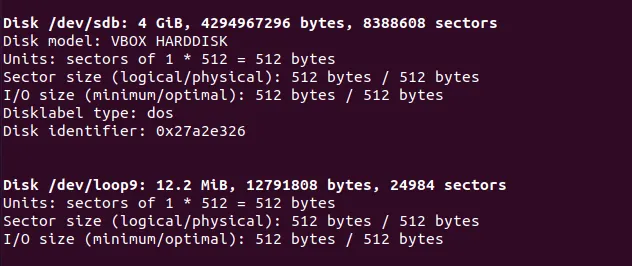 Disk /dev/sdb: 4 GiB, 4294967296 bytes, 8388608 sectors
Disk model: VBOX HARDDISK
Units: sectors of 1 * 512 = 512 bytes
Sector size (logical/physical): 512 bytes / 512 bytes
I/O size (minimum/optimal): 512 bytes / 512 bytes
Disklabel type: dos
Disk identifier: 0x27a2e326
Disk /dev/loop9: 12.2 MiB, 12791808 bytes, 24984 sectors
Units: sectors of 1 * 512 = 512 bytes
Sector size (logical/physical): 512 bytes / 512 bytes
I/O size (minimum/optimal): 512 bytes / 512 bytes